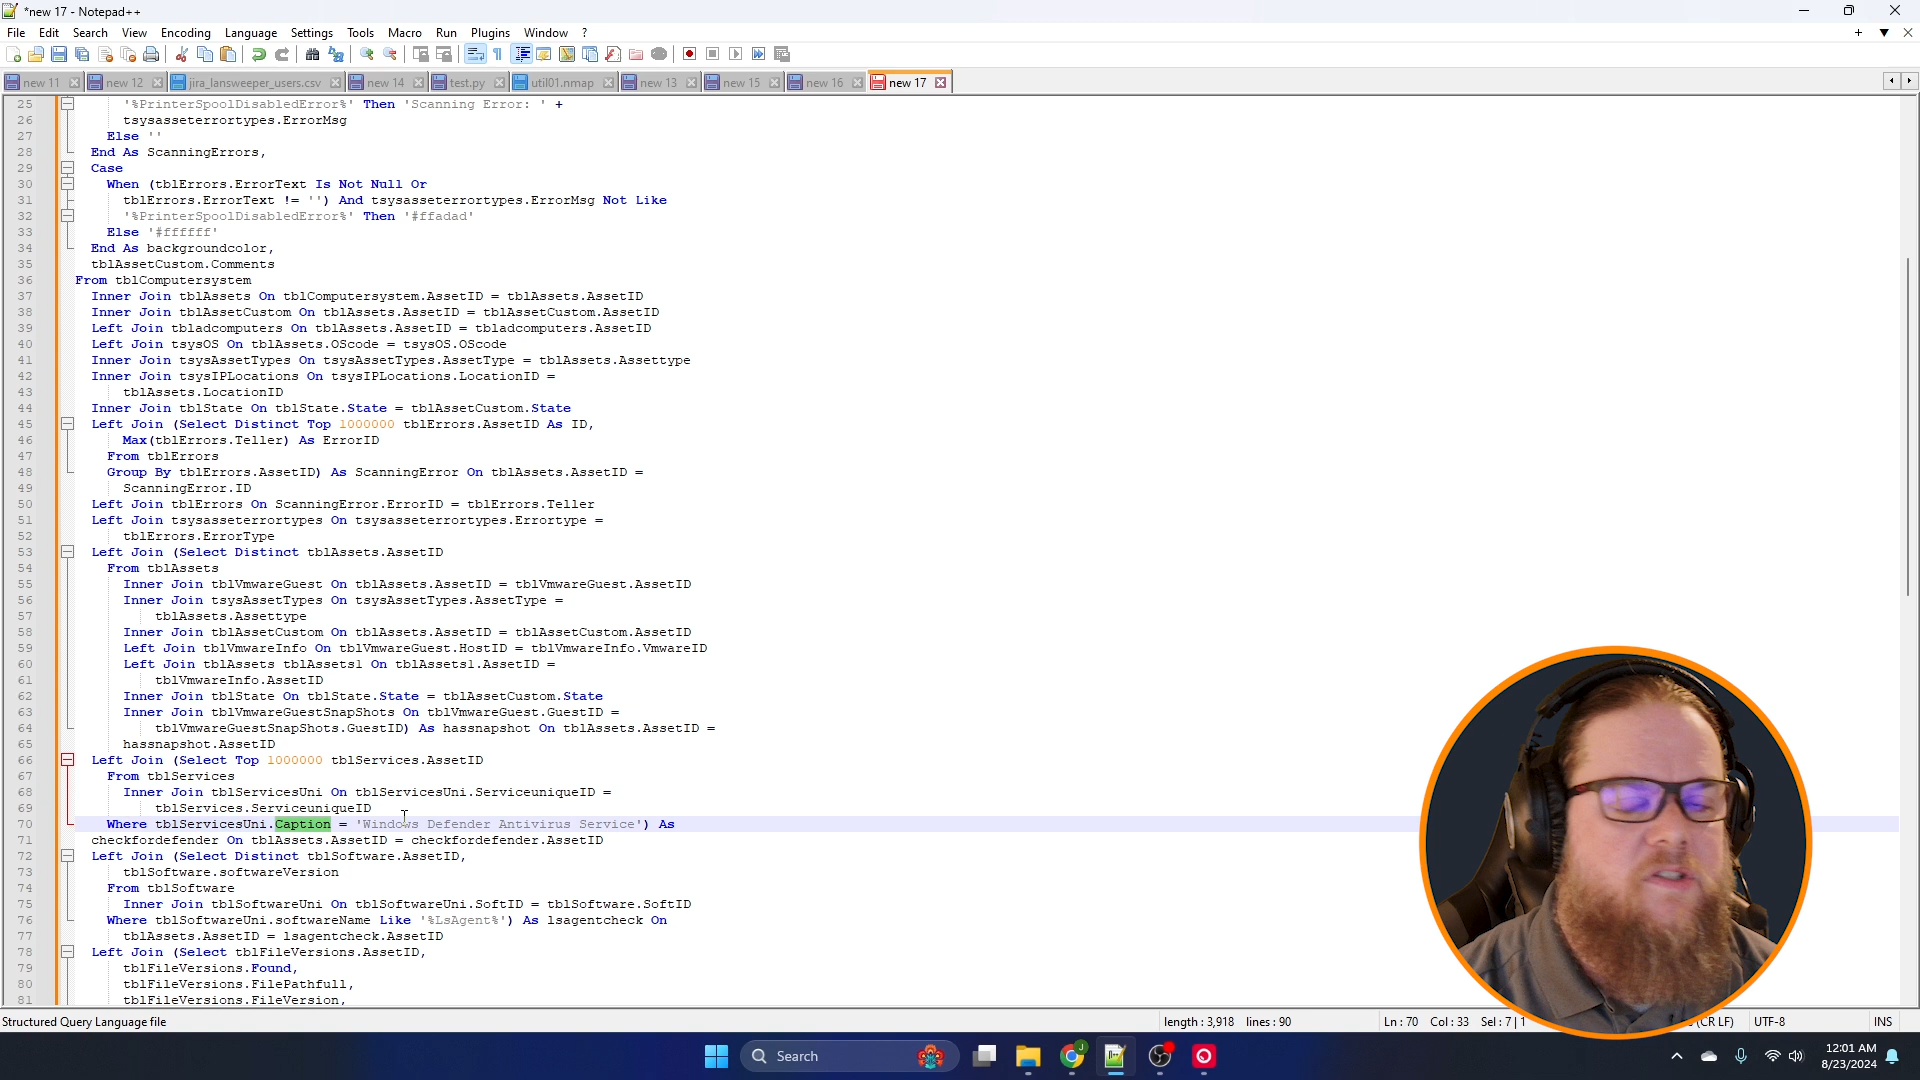 *new 17 - Notepad++
File Edit Search View Encoding Language Settings Tools Macro Run Plugins Window ?
new 11 new 12 jira_lansweeper_users.csv new 14 test.py util01.nmap new 13 new 15 new 16 new 17
25 '%PrinterSpoolDisabledError%' Then 'Scanning Error: ' +
26 tsysasseterrortypes.ErrorMsg
27 Else ''
28 End As ScanningErrors,
29 Case
30 When (tblErrors.ErrorText Is Not Null Or
31 tblErrors.ErrorText != '') And tsysasseterrortypes.ErrorMsg Not Like
32 '%PrinterSpoolDisabledError%' Then '#ffadad'
33 Else '#ffffff'
34 End As backgroundcolor,
35 tblAssetCustom.Comments
36 From tblComputersystem
37 Inner Join tblAssets On tblComputersystem.AssetID = tblAssets.AssetID
38 Inner Join tblAssetCustom On tblAssets.AssetID = tblAssetCustom.AssetID
39 Left Join tbladcomputers On tblAssets.AssetID = tbladcomputers.AssetID
40 Left Join tsysOS On tblAssets.OScode = tsysOS.OScode
41 Inner Join tsysAssetTypes On tsysAssetTypes.AssetType = tblAssets.Assettype
42 Inner Join tsysIPLocations On tsysIPLocations.LocationID =
43 tblAssets.LocationID
44 Inner Join tblState On tblState.State = tblAssetCustom.State
45 Left Join (Select Distinct Top 1000000 tblErrors.AssetID As ID,
46 Max(tblErrors.Teller) As ErrorID
47 From tblErrors
48 Group By tblErrors.AssetID) As ScanningError On tblAssets.AssetID =
49 ScanningError.ID
50 Left Join tblErrors On ScanningError.ErrorID = tblErrors.Teller
51 Left Join tsysasseterrortypes On tsysasseterrortypes.Errortype =
52 tblErrors.ErrorType
53 Left Join (Select Distinct tblAssets.AssetID
54 From tblAssets
55 Inner Join tblVmwareGuest On tblAssets.AssetID = tblVmwareGuest.AssetID
56 Inner Join tsysAssetTypes On tsysAssetTypes.AssetType =
57 tblAssets.Assettype
58 Inner Join tblAssetCustom On tblAssets.AssetID = tblAssetCustom.AssetID
59 Left Join tblVmwareInfo On tblVmwareGuest.HostID = tblVmwareInfo.VmwareID
60 Left Join tblAssets tblAssets1 On tblAssets1.AssetID =
61 tblVmwareInfo.AssetID
62 Inner Join tblState On tblState.State = tblAssetCustom.State
63 Inner Join tblVmwareGuestSnapShots On tblVmwareGuest.GuestID =
64 tblVmwareGuestSnapShots.GuestID) As hassnapshot On tblAssets.AssetID =
65 hassnapshot.AssetID
66 Left Join (Select Top 1000000 tblServices.AssetID
67 From tblServices
68 Inner Join tblServicesUni On tblServicesUni.ServiceuniqueID =
69 tblServices.ServiceuniqueID
70 Where tblServicesUni.Caption = 'Windows Defender Antivirus Service') As
71 checkfordefender On tblAssets.AssetID = checkfordefender.AssetID
72 Left Join (Select Distinct tblSoftware.AssetID,
73 tblSoftware.softwareVersion
74 From tblSoftware
75 Inner Join tblSoftwareUni On tblSoftwareUni.SoftID = tblSoftware.SoftID
76 Where tblSoftwareUni.softwareName Like '%LsAgent%') As lsagentcheck On
77 tblAssets.AssetID = lsagentcheck.AssetID
78 Left Join (Select tblFileVersions.AssetID,
79 tblFileVersions.Found,
80 tblFileVersions.FilePathfull,
81 tblFileVersions.FileVersion,
Structured Query Language file length : 3,918 lines : 90 Ln : 70 Col : 33 Sel : 7 | 1 (CR LF) UTF-8 INS
Search
12:01 AM
8/23/2024